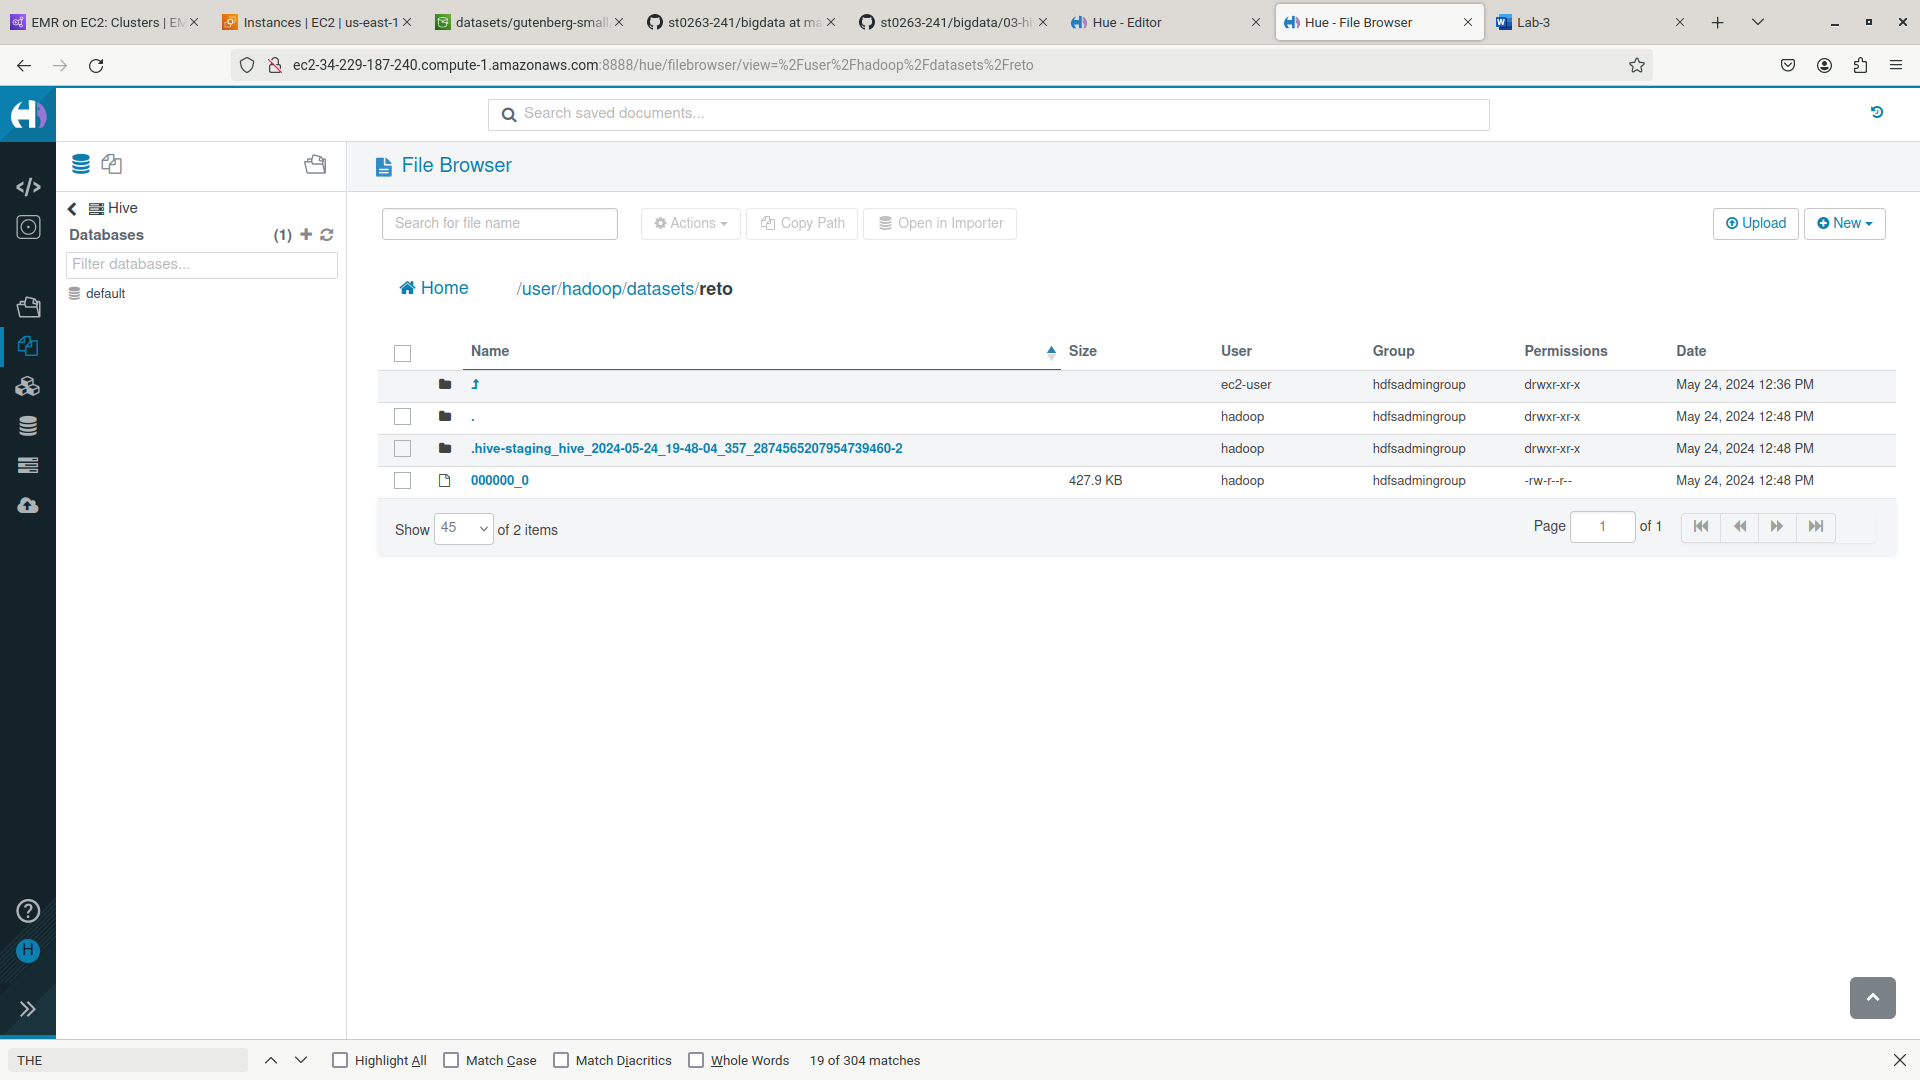 EMR on EC2: Clusters | EM
Instances | EC2 | us-east-1
datasets/gutenberg-small
st0263-241/bigdata at ma
st0263-241/bigdata/03-hi
Hue - Editor
Hue - File Browser
Lab-3
ec2-34-229-187-240.compute-1.amazonaws.com:8888/hue/filebrowser/view=%2Fuser%2Fhadoop%2Fdatasets%2Freto
Search saved documents...
File Browser
Hive
Databases (1)
Filter databases...
default
Search for file name
Actions
Copy Path
Open in Importer
Upload
New
Home
/user/hadoop/datasets/reto
Name Size User Group Permissions Date
ec2-user hdfsadmingroup drwxr-xr-x May 24, 2024 12:36 PM
. hadoop hdfsadmingroup drwxr-xr-x May 24, 2024 12:48 PM
.hive-staging_hive_2024-05-24_19-48-04_357_2874565207954739460-2 hadoop hdfsadmingroup drwxr-xr-x May 24, 2024 12:48 PM
000000_0 427.9 KB hadoop hdfsadmingroup -rw-r--r-- May 24, 2024 12:48 PM
Show 45 of 2 items
Page 1 of 1
H
THE
Highlight All
Match Case
Match Diacritics
Whole Words
19 of 304 matches